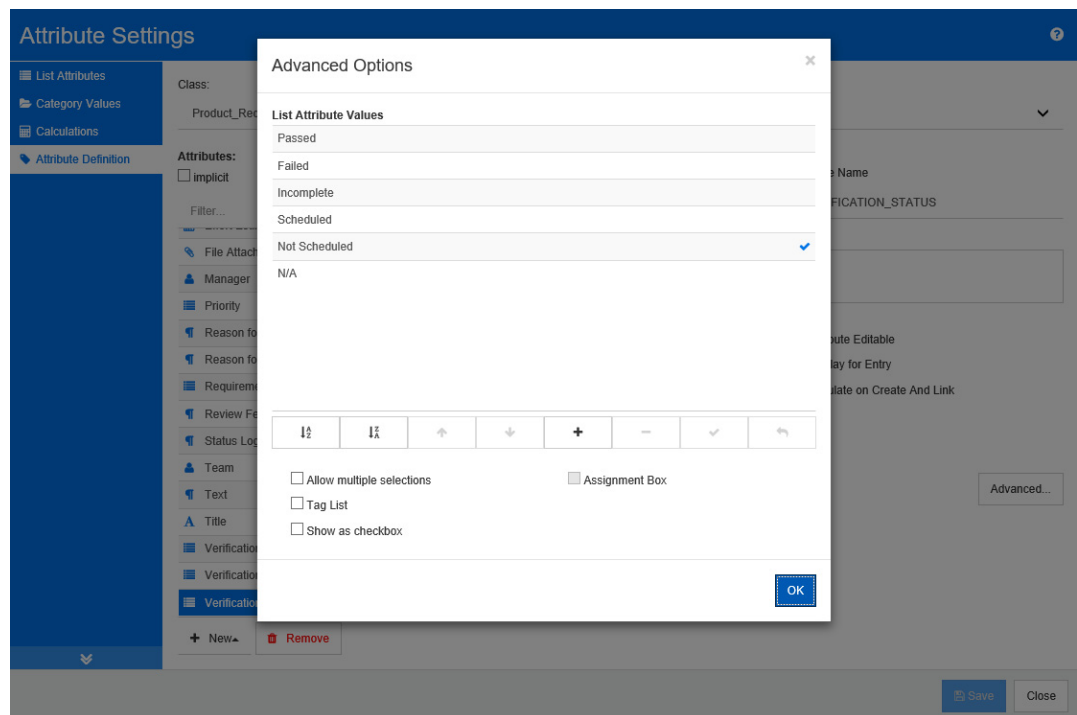 Attribute Settings
List Attributes
Category Values
Calculations
Attribute Definition
Class:
Product_Rec
Attributes:
implicit
Filter...
File Attach
Manager
Priority
Reason fo
Reason fo
Requireme
Review Fe
Status Log
Team
Text
Title
Verification
Verification
Verification
New
Remove
Advanced Options
×
List Attribute Values
Passed
Failed
Incomplete
Scheduled
Not Scheduled
N/A
Allow multiple selections
Assignment Box
Tag List
Show as checkbox
OK
e Name
FICATION_STATUS
oute Editable
lay for Entry
ulate on Create And Link
Advanced...
Save
Close